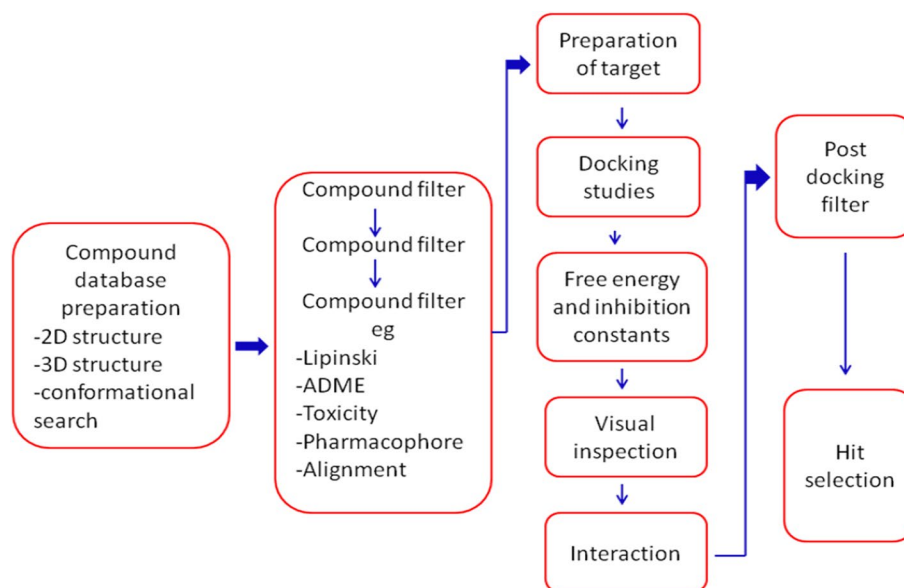 Compound
database
preparation
-2D structure
-3D structure
-conformational
search
Compound filter
Compound filter
Compound filter
eg
-Lipinski
-ADME
-Toxicity
-Pharmacophore
-Alignment
Preparation
of target
Docking
studies
Free energy
and inhibition
constants
Visual
inspection
Interaction
Post
docking
filter
Hit
selection